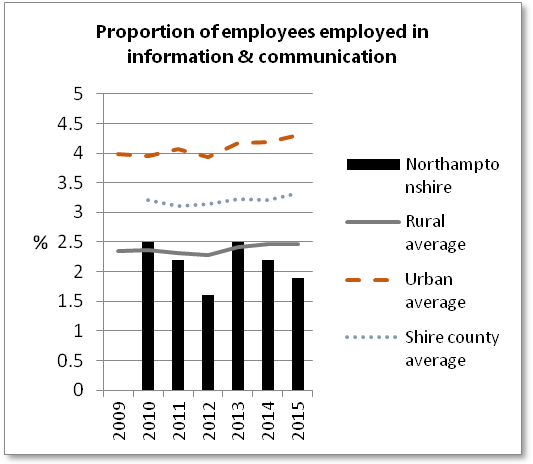 Proportion of employees employed in
information & communication
5
4.5
4
3.5
3
2.5
2
1.5
1
0.5
0
%
2009
2010
2011
2012
2013
2014
2015
Northampto
nshire
Rural
average
Urban
average
Shire county
average